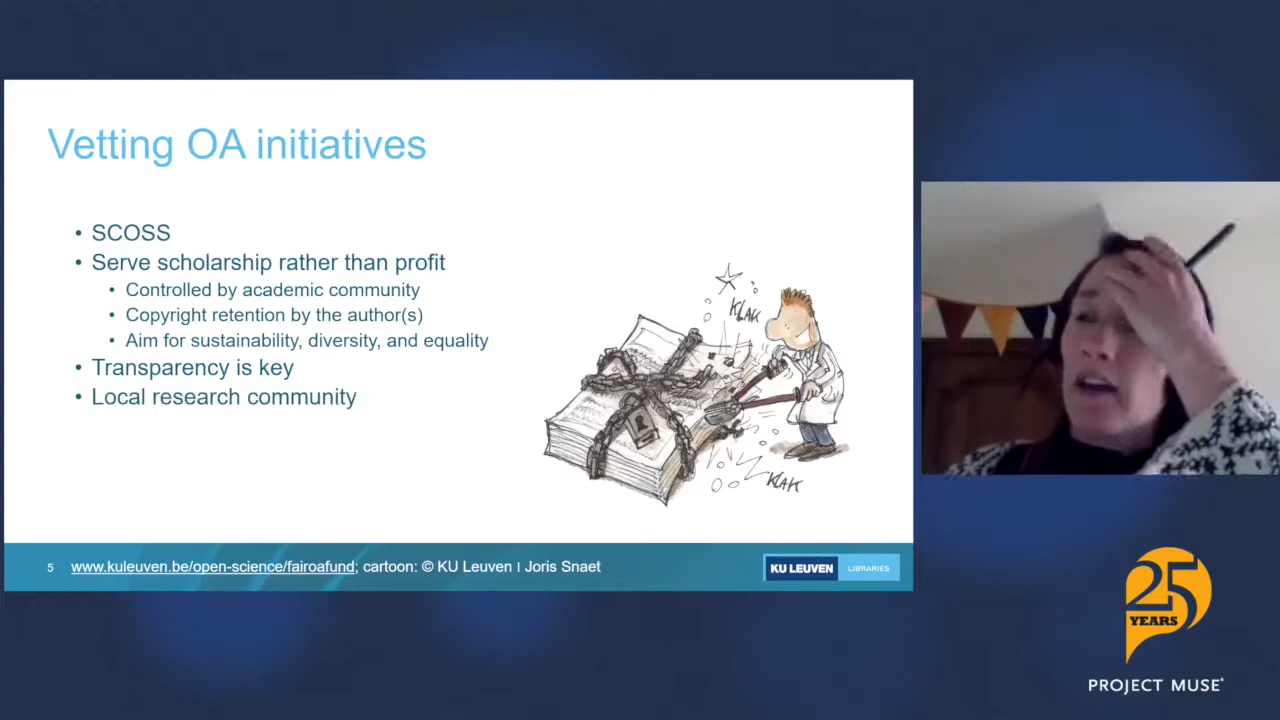 Vetting OA initiatives
• SCOSS
• Serve scholarship rather than profit
• Controlled by academic community
• Copyright retention by the author(s)
• Aim for sustainability, diversity, and equality
• Transparency is key
• Local research community
KLAK
KLAK
5 www.kuleuven.be/open-science/fairoafund; cartoon: © KU Leuven | Joris Snaet
KU LEUVEN LIBRARIES
25
YEARS
PROJECT MUSE®